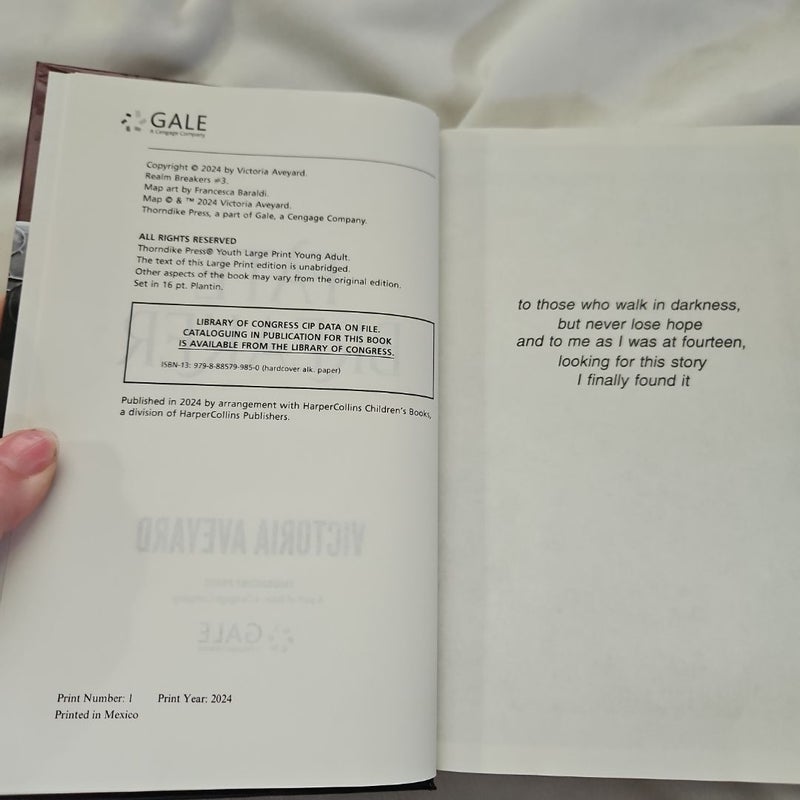 GALE
A Cengage Company
Copyright © 2024 by Victoria Aveyard.
Realm Breakers #3.
Map art by Francesca Baraldi.
Map © & ™ 2024 Victoria Aveyard.
Thorndike Press, a part of Gale, a Cengage Company.
ALL RIGHTS RESERVED
Thorndike Press® Youth Large Print Young Adult.
The text of this Large Print edition is unabridged.
Other aspects of the book may vary from the original edition.
Set in 16 pt. Plantin.
LIBRARY OF CONGRESS CIP DATA ON FILE.
CATALOGUING IN PUBLICATION FOR THIS BOOK
IS AVAILABLE FROM THE LIBRARY OF CONGRESS.
ISBN-13: 979-8-88579-985-0 (hardcover alk. paper)
Published in 2024 by arrangement with HarperCollins Children's Books,
a division of HarperCollins Publishers.
VICTORIA AVEYARD
GALE
Print Number: 1 Print Year: 2024
Printed in Mexico
to those who walk in darkness,
but never lose hope
and to me as I was at fourteen,
looking for this story
I finally found it